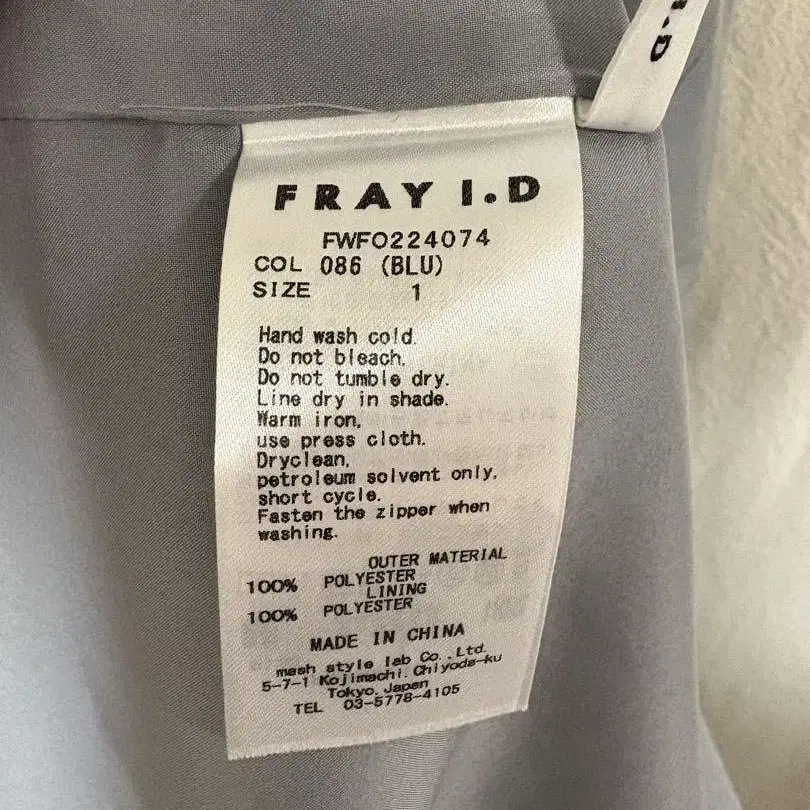 I.D
FRAY I.D
FWFO224074
COL 086 (BLU)
SIZE 1
Hand wash cold.
Do not bleach.
Do not tumble dry.
Line dry in shade.
Warm iron,
use press cloth.
Dryclean,
petroleum solvent only,
short cycle.
Fasten the zipper when
washing.
OUTER MATERIAL
100% POLYESTER
LINING
100% POLYESTER
MADE IN CHINA
mash style lab Co.,Ltd.
5-7-1 Kojimachi. Chiyoda-ku
Tokyo, Japan
TEL 03-5778-4105